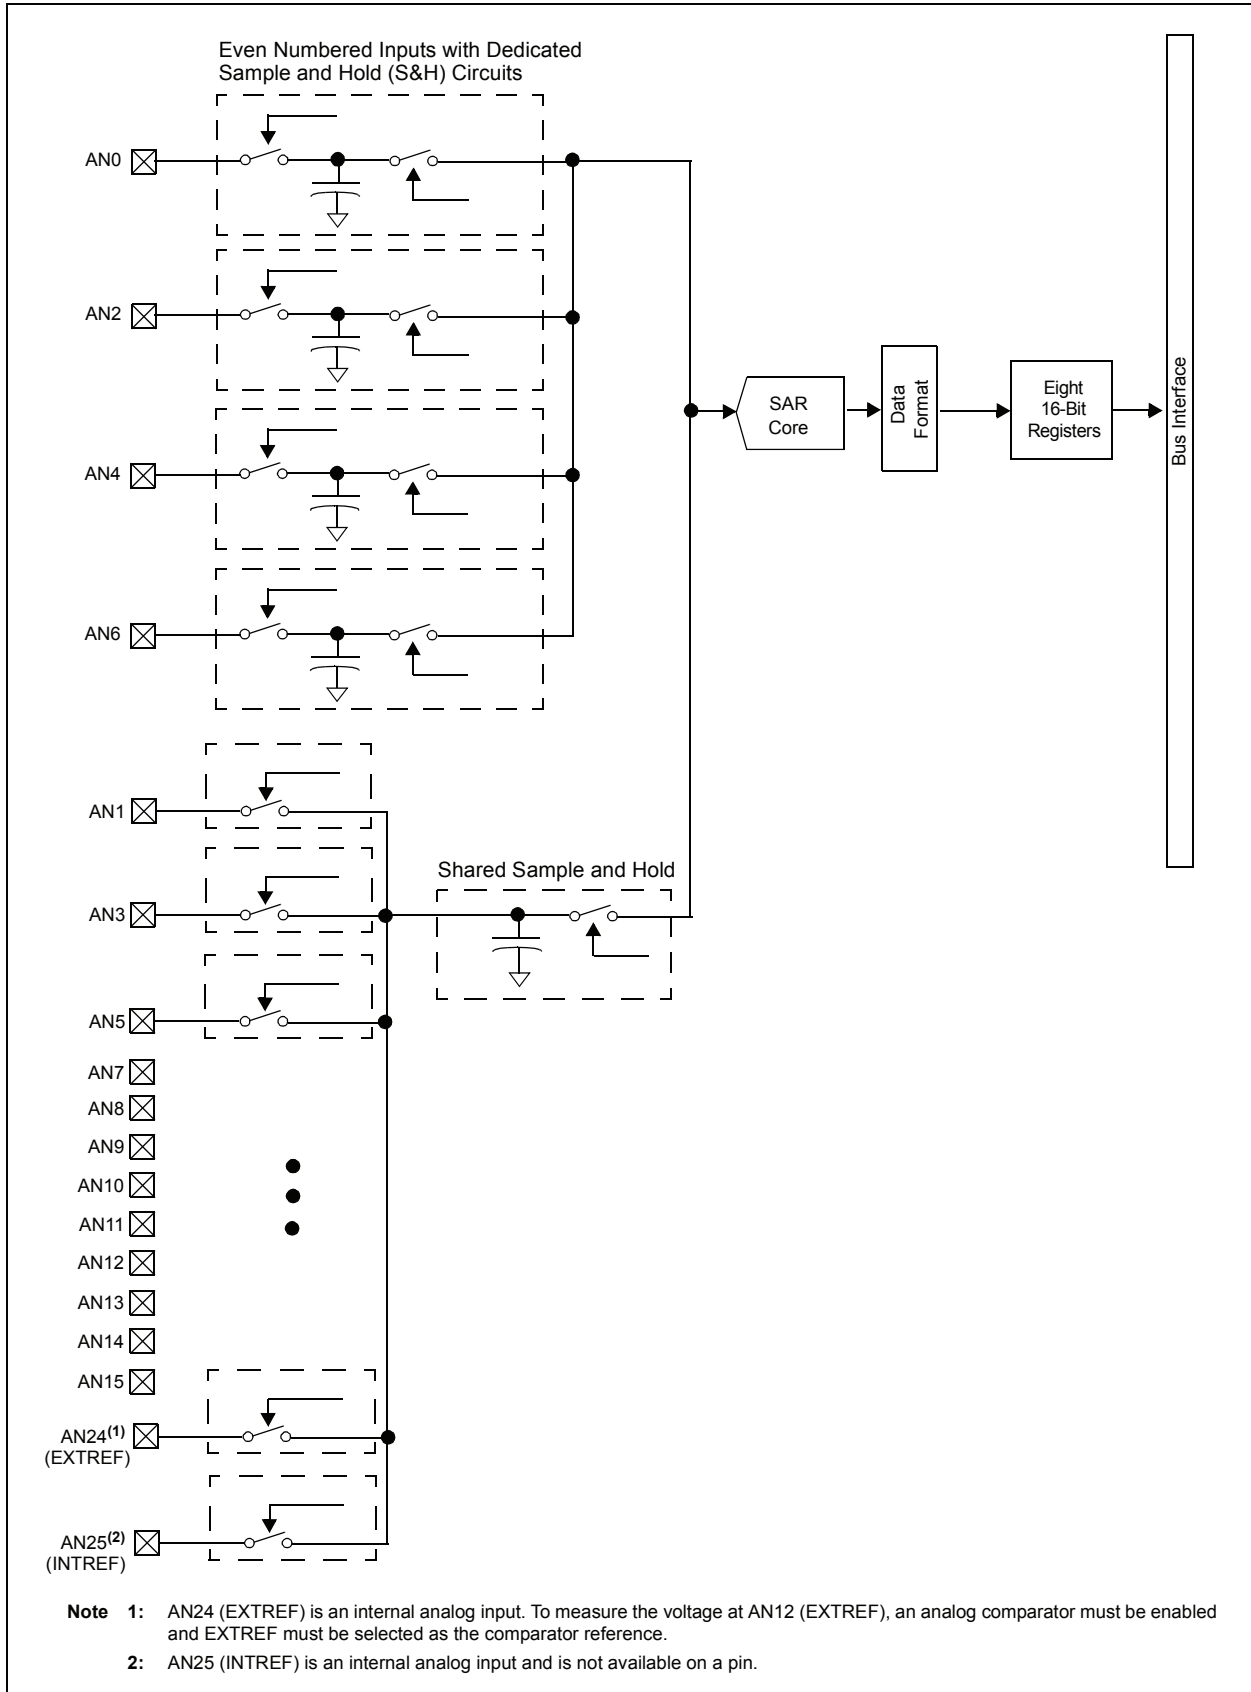 Even Numbered Inputs with Dedicated
Sample and Hold (S&H) Circuits
AN0
AN2
AN4
AN6
SAR
Core
Data
Format
Eight
16-Bit
Registers
Bus Interface
AN1
AN3
Shared Sample and Hold
AN5
AN7
AN8
AN9
AN10
AN11
AN12
AN13
AN14
AN15
AN24(1)
(EXTREF)
AN25(2)
(INTREF)
Note 1: AN24 (EXTREF) is an internal analog input. To measure the voltage at AN12 (EXTREF), an analog comparator must be enabled
and EXTREF must be selected as the comparator reference.
2: AN25 (INTREF) is an internal analog input and is not available on a pin.